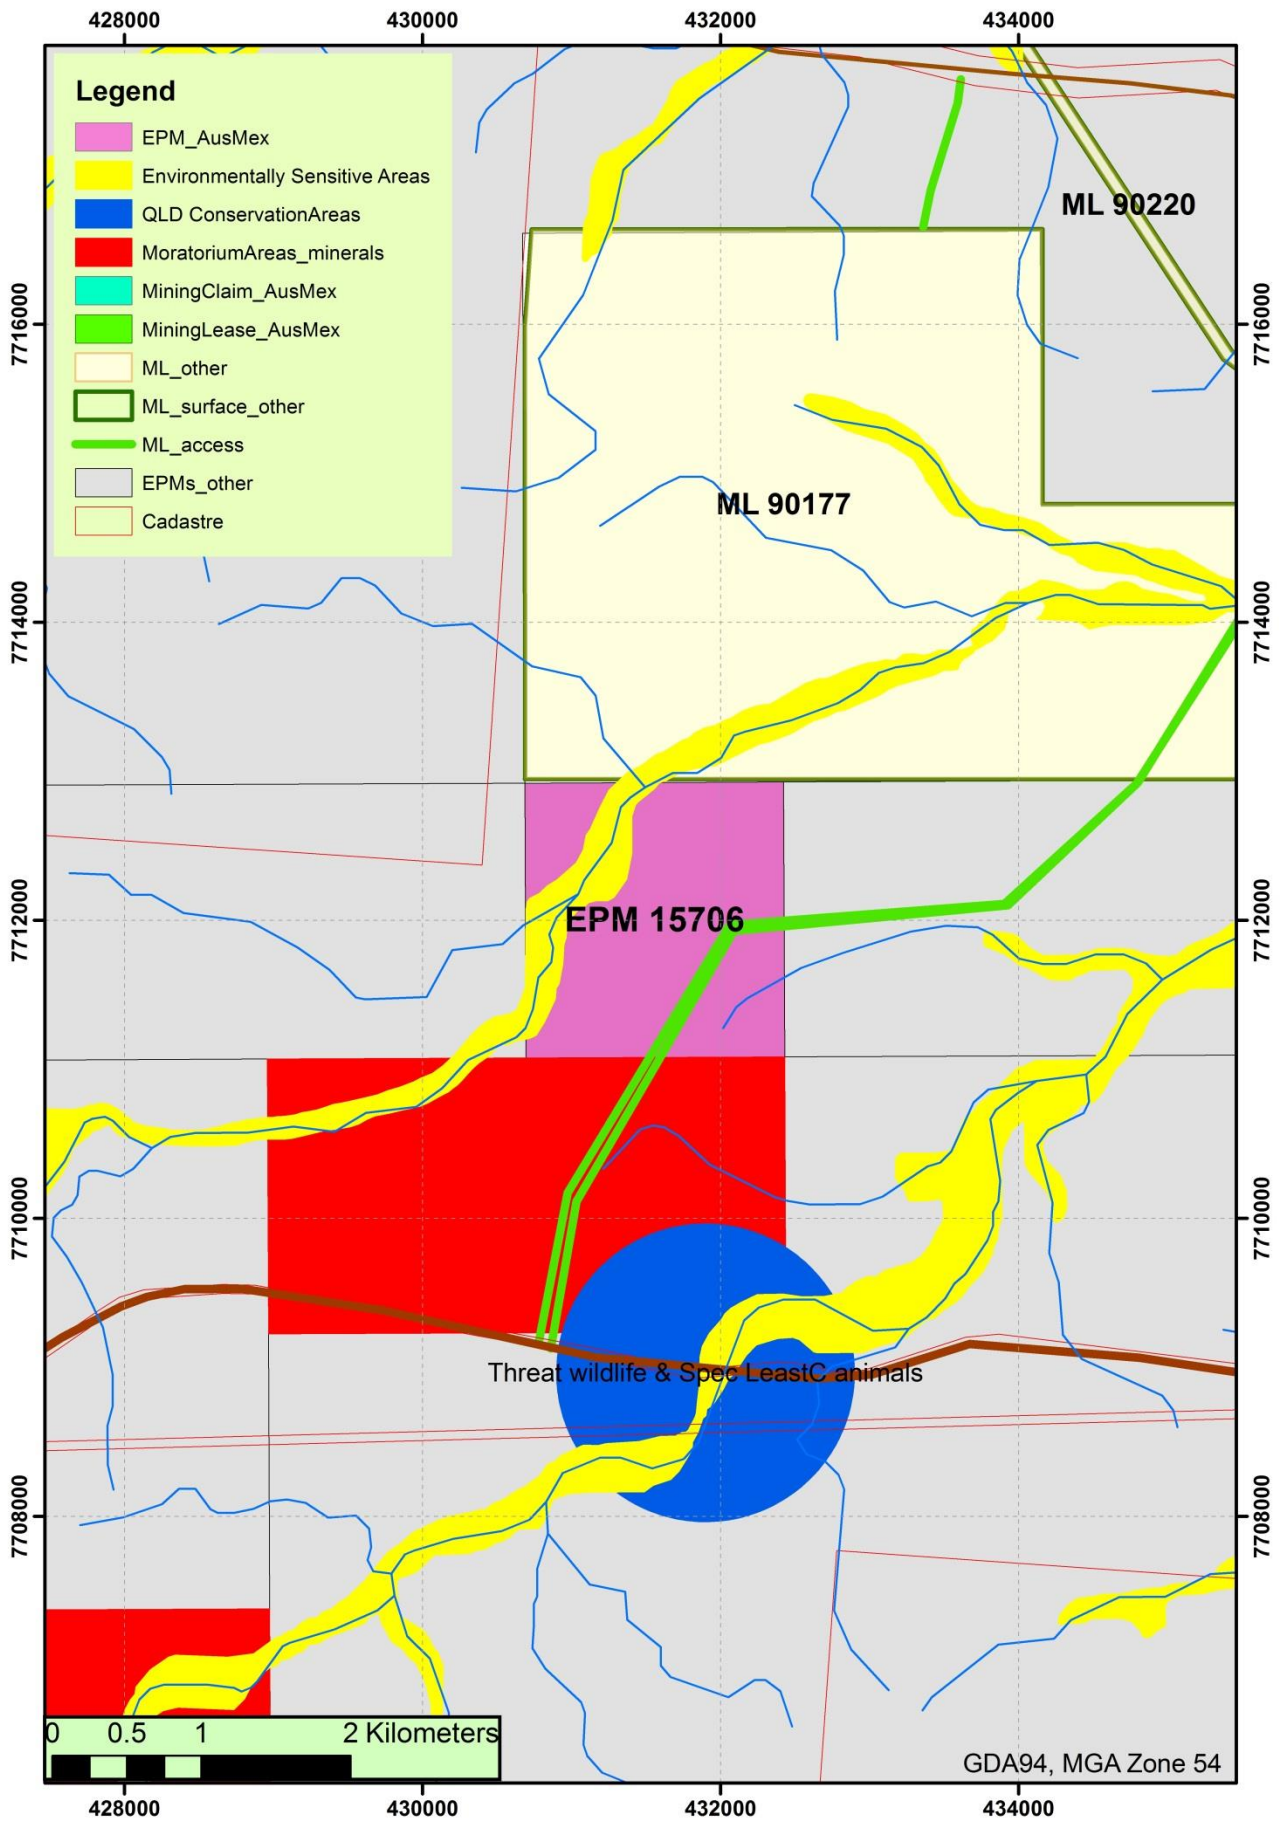 428000 430000 432000 434000
Legend
EPM_AusMex
Environmentally Sensitive Areas
QLD ConservationAreas
MoratoriumAreas_minerals
MiningClaim_AusMex
MiningLease_AusMex
ML_other
ML_surface_other
ML_access
EPMs_other
Cadastre
ML 90220
7716000 7716000
ML 90177
7714000 7714000
EPM 15706
7712000 7712000
7710000 7710000
Threat wildlife & Spec LeastC animals
7708000 7708000
0 0.5 1 2 Kilometers
GDA94, MGA Zone 54
428000 430000 432000 434000